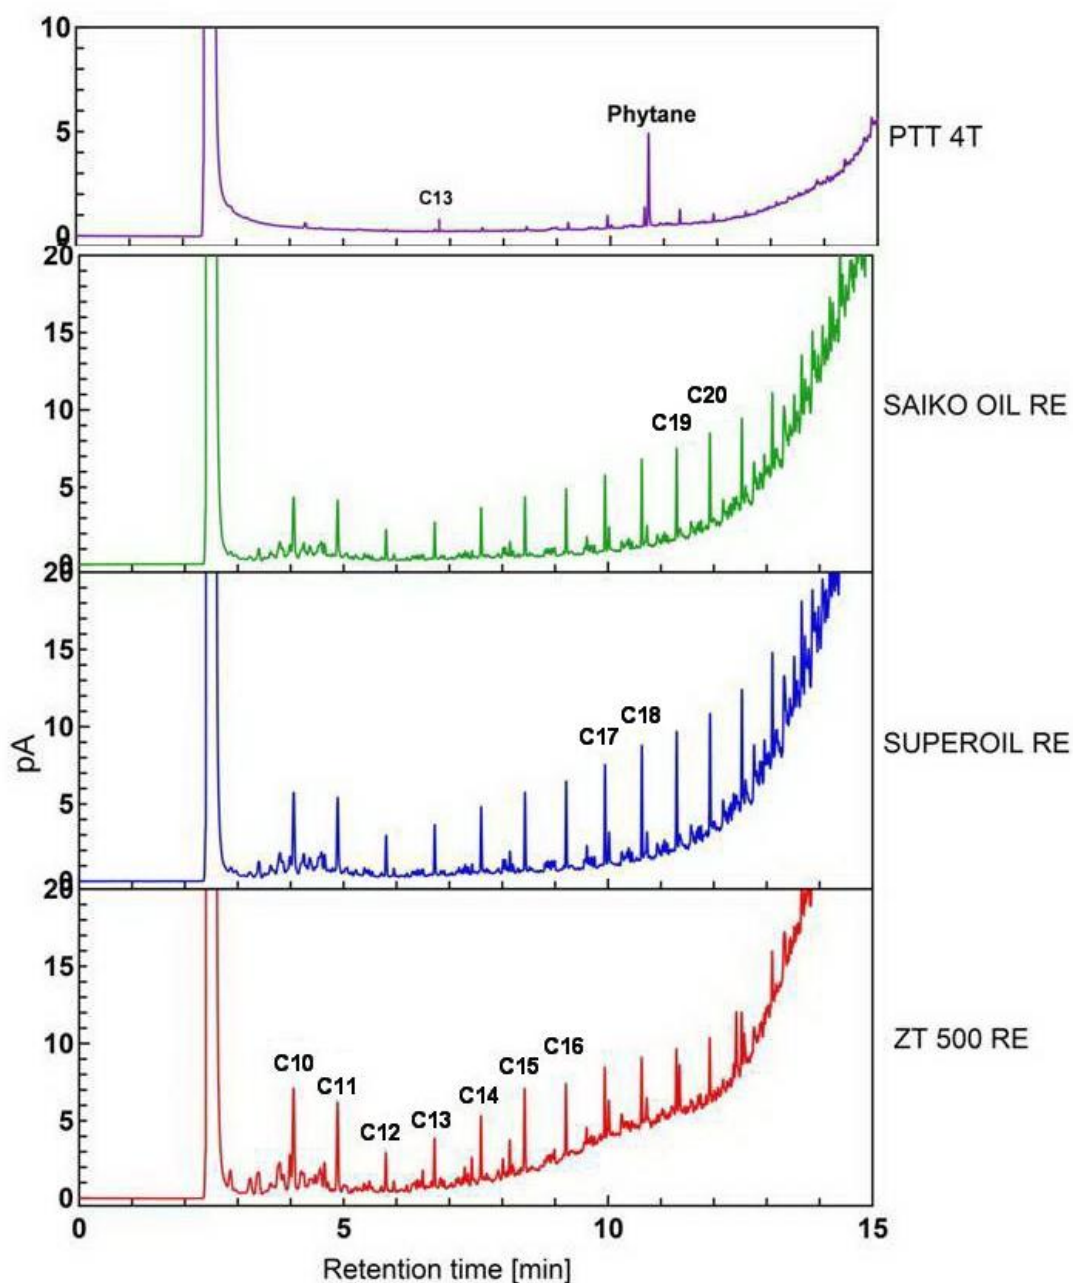 10
Phytane
5
PTT 4T
C13
0
20
15
C20
10
SAIKO OIL RE
C19
5
0
20
15
C18
10
C17
SUPEROIL RE
pA
5
0
20
15
10
C16
ZT 500 RE
C10
C15
C11
C14
5
C13
C12
0
0
5
10
15
Retention time [min]